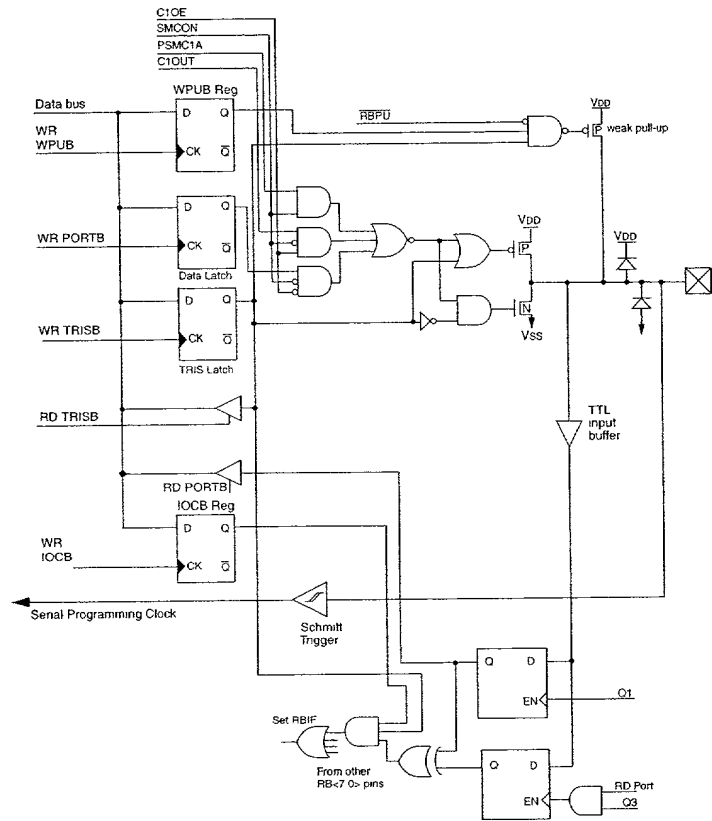 C1OE
SMCON
PSMC1A
C1OUT
WPUB Reg
Data bus
D Q
WR
WPUB
CK Q
RBPU
VDD
P weak pull-up
D Q
WR PORTB
CK Q
Data Latch
VDD
P
VDD
D Q
WR TRISB
CK Q
TRIS Latch
N
VSS
RD TRISB
TTL
input
buffer
RD PORTB
IOCB Reg
D Q
WR
IOCB
CK Q
Serial Programming Clock
Schmitt
Trigger
Q D
EN
Q1
Set RBIF
From other
RB<7 0> pins
Q D
EN
RD Port
Q3